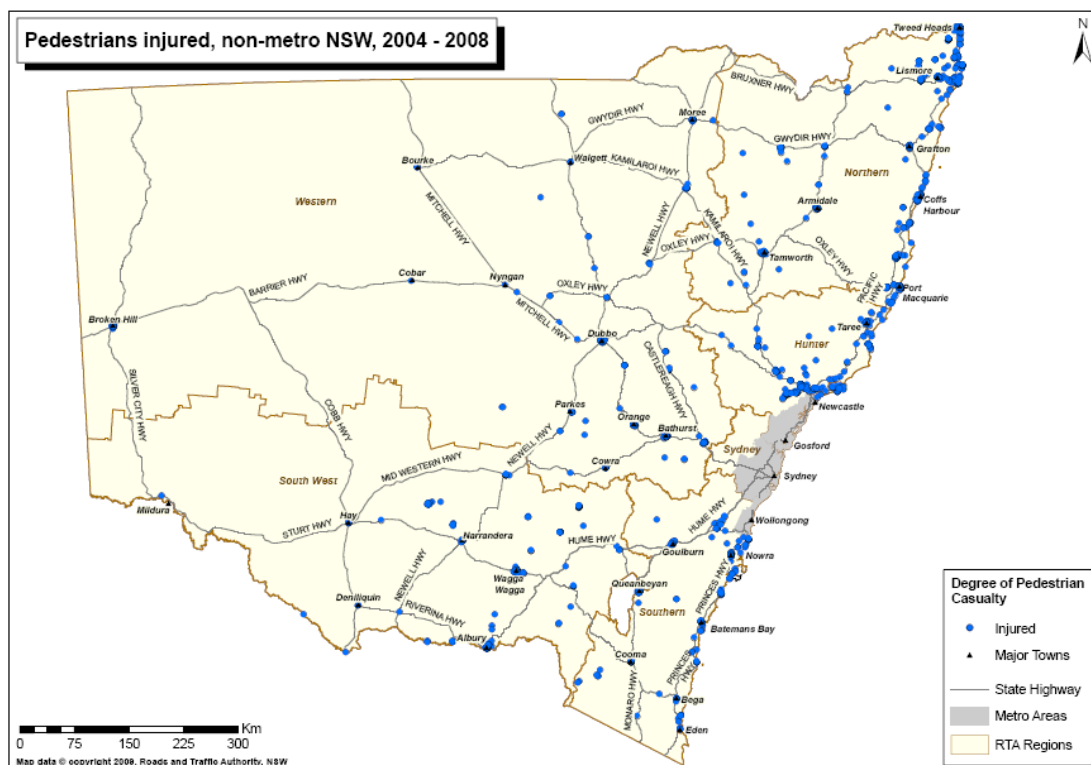 Pedestrians injured, non-metro NSW, 2004 - 2008
N
Tweed Heads
BRUXNER HWY
Lismore
GWYDIR HWY
Moree
GWYDIR HWY
Grafton
Bourke
Walgett
KAMILAROI HWY
Northern
Western
MITCHELL HWY
NEWELL HWY
KAMILAROI HWY
Armidale
Coffs
Harbour
OXLEY HWY
Tamworth
OXLEY HWY
Cobar
Nyngan
BARRIER HWY
OXLEY HWY
PACIFIC HWY
Port
Macquarie
MITCHELL HWY
Broken Hill
Dubbo
Taree
Hunter
SILVER CITY HWY
COBB HWY
CASTLEREAGH HWY
Parkes
Orange
Bathurst
Newcastle
NEWELL HWY
Sydney
Gosford
MID WESTERN HWY
Cowra
Sydney
South West
Mildura
STURT HWY
Hay
Narrandera
HUME HWY
HUME HWY
Wollongong
Goulburn
Nowra
NEWELL HWY
Wagga
Wagga
Queanbeyan
PRINCES HWY
Deniliquin
RIVERINA HWY
Southern
Albury
Batemans Bay
Cooma
PRINCES HWY
MONARO HWY
Bega
Eden
Degree of Pedestrian
Casualty
Injured
Major Towns
State Highway
Metro Areas
RTA Regions
Km
0 75 150 225 300
Map data © copyright 2009, Roads and Traffic Authority, NSW